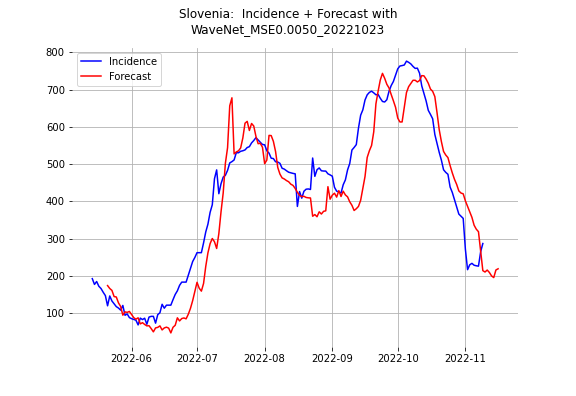 Slovenia:  Incidence + Forecast with
WaveNet_MSE0.0050_20221023
Incidence
Forecast
800
700
600
500
400
300
200
100
2022-06 2022-07 2022-08 2022-09 2022-10 2022-11